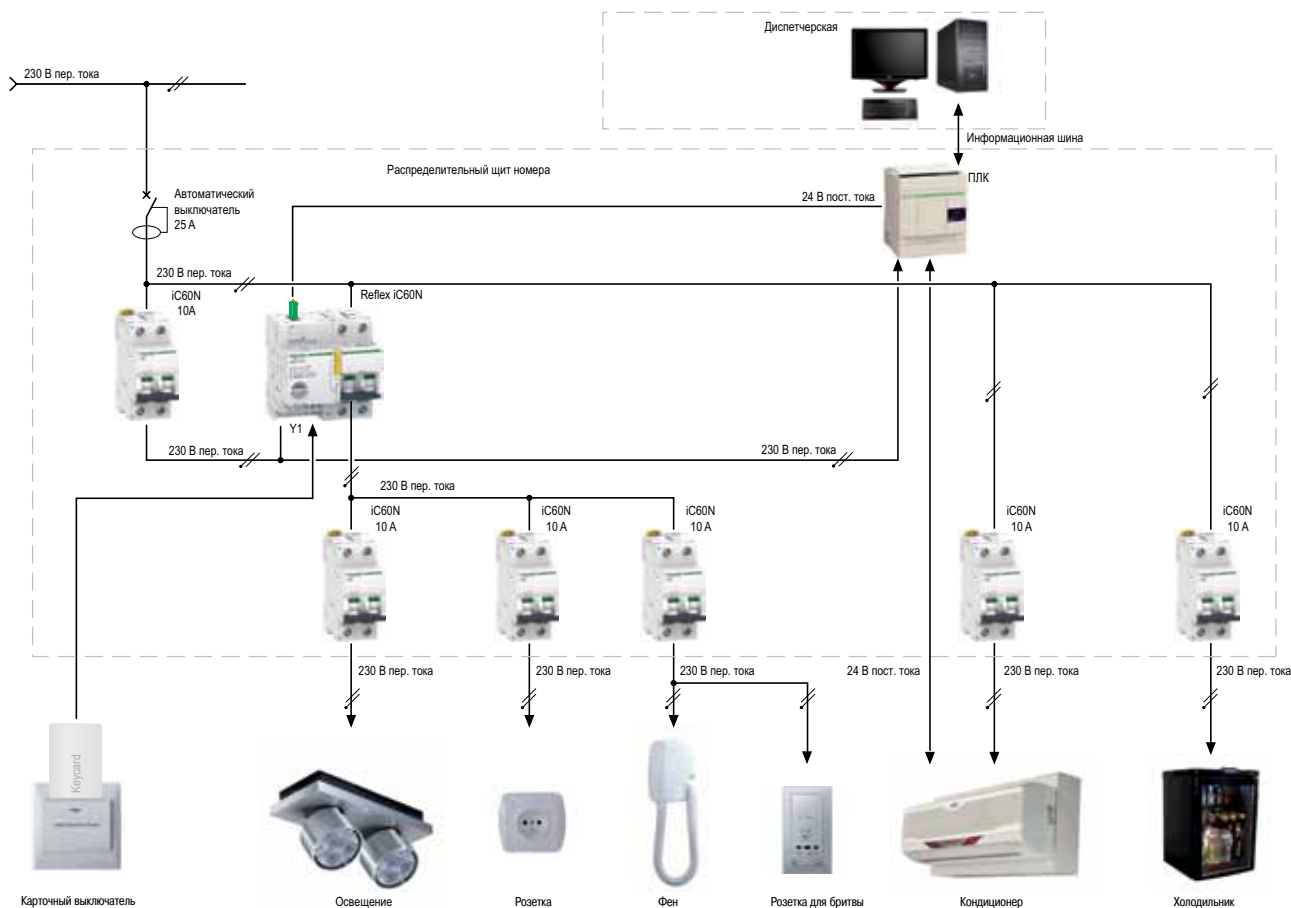 Диспетчерская
230 В пер. тока
Информационная шина
Распределительный щит номера
ПЛК
Автоматический
выключатель
25 А
24 В пост. тока
230 В пер. тока
iC60N
10A
Reflex iC60N
Y1
230 В пер. тока
230 В пер. тока
230 В пер. тока
iC60N
10 A
iC60N
10 A
iC60N
10 A
iC60N
10 A
iC60N
10 A
230 В пер. тока
230 В пер. тока
230 В пер. тока
24 В пост. тока
230 В пер. тока
230 В пер. тока
Keycard
Карточный выключатель
Освещение
Розетка
Фен
Розетка для бритвы
Кондиционер
Холодильник